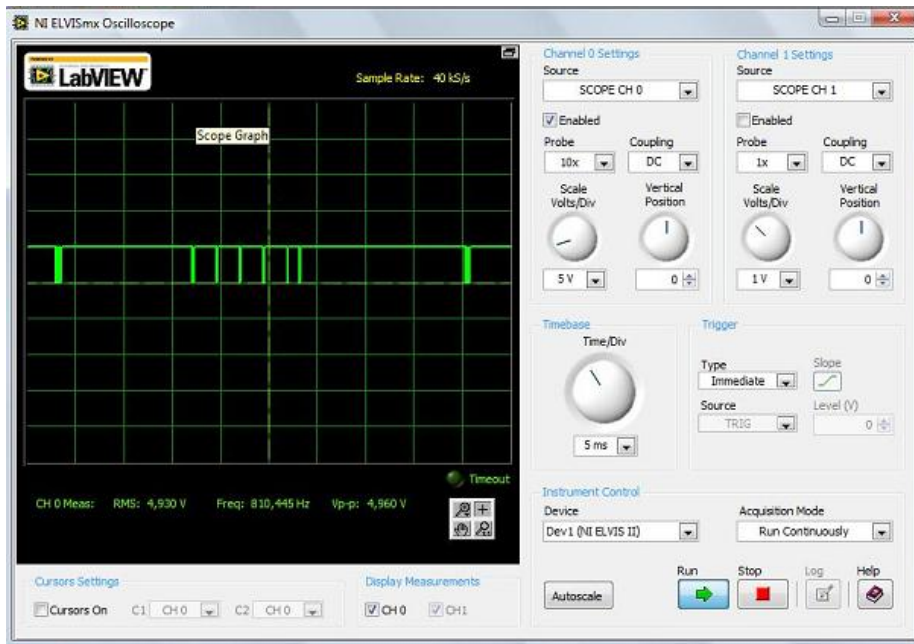 NI ELVISmx Oscilloscope
LabVIEW
Sample Rate: 40 kS/s
Scope Graph
Timeout
CH 0 Meas: RMS: 4,930 V Freq: 810,445 Hz Vp-p: 4,960 V
Cursors Settings
Cursors On C1 CH 0 C2 CH 0
Display Measurements
CH 0 CH1
Channel 0 Settings
Source
SCOPE CH 0
Enabled
Probe Coupling
10x DC
Scale Vertical
Volts/Div Position
5 V 0
Channel 1 Settings
Source
SCOPE CH 1
Enabled
Probe Coupling
1x DC
Scale Vertical
Volts/Div Position
1 V 0
Timebase
Time/Div
5 ms
Trigger
Type Slope
Immediate
Source Level (V)
TRIG 0
Instrument Control
Device Acquisition Mode
Dev1 (NI ELVIS II) Run Continuously
Run Stop Log Help
Autoscale